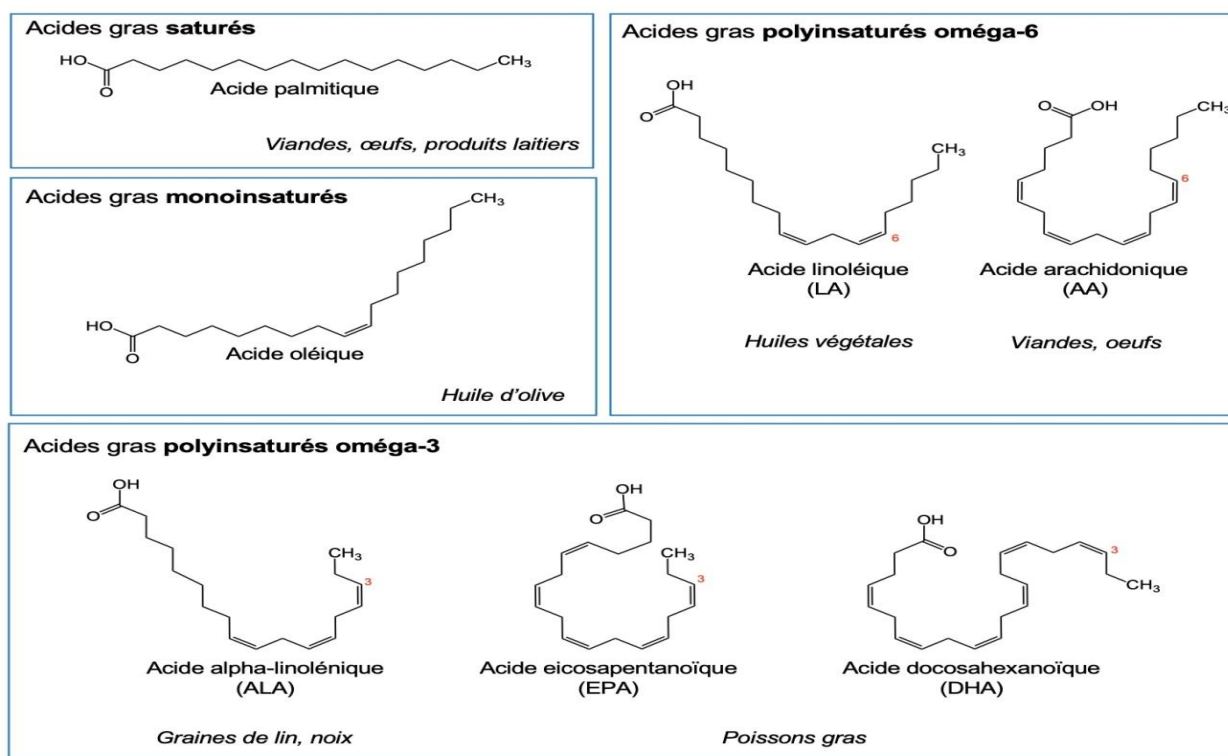 Acides gras saturés
HO
O
CH₃
Acide palmitique
Viandes, œufs, produits laitiers
Acides gras monoinsaturés
CH₃
HO
O
Acide oléique
Huile d'olive
Acides gras polyinsaturés oméga-6
OH
O
CH₃
6
Acide linoléique
(LA)
Huiles végétales
O
OH
CH₃
6
Acide arachidonique
(AA)
Viandes, oeufs
Acides gras polyinsaturés oméga-3
OH
O
CH₃
3
Acide alpha-linolénique
(ALA)
Graines de lin, noix
OH
O
CH₃
3
Acide eicosapentanoïque
(EPA)
OH
O
3
CH₃
Acide docosahexanoïque
(DHA)
Poissons gras